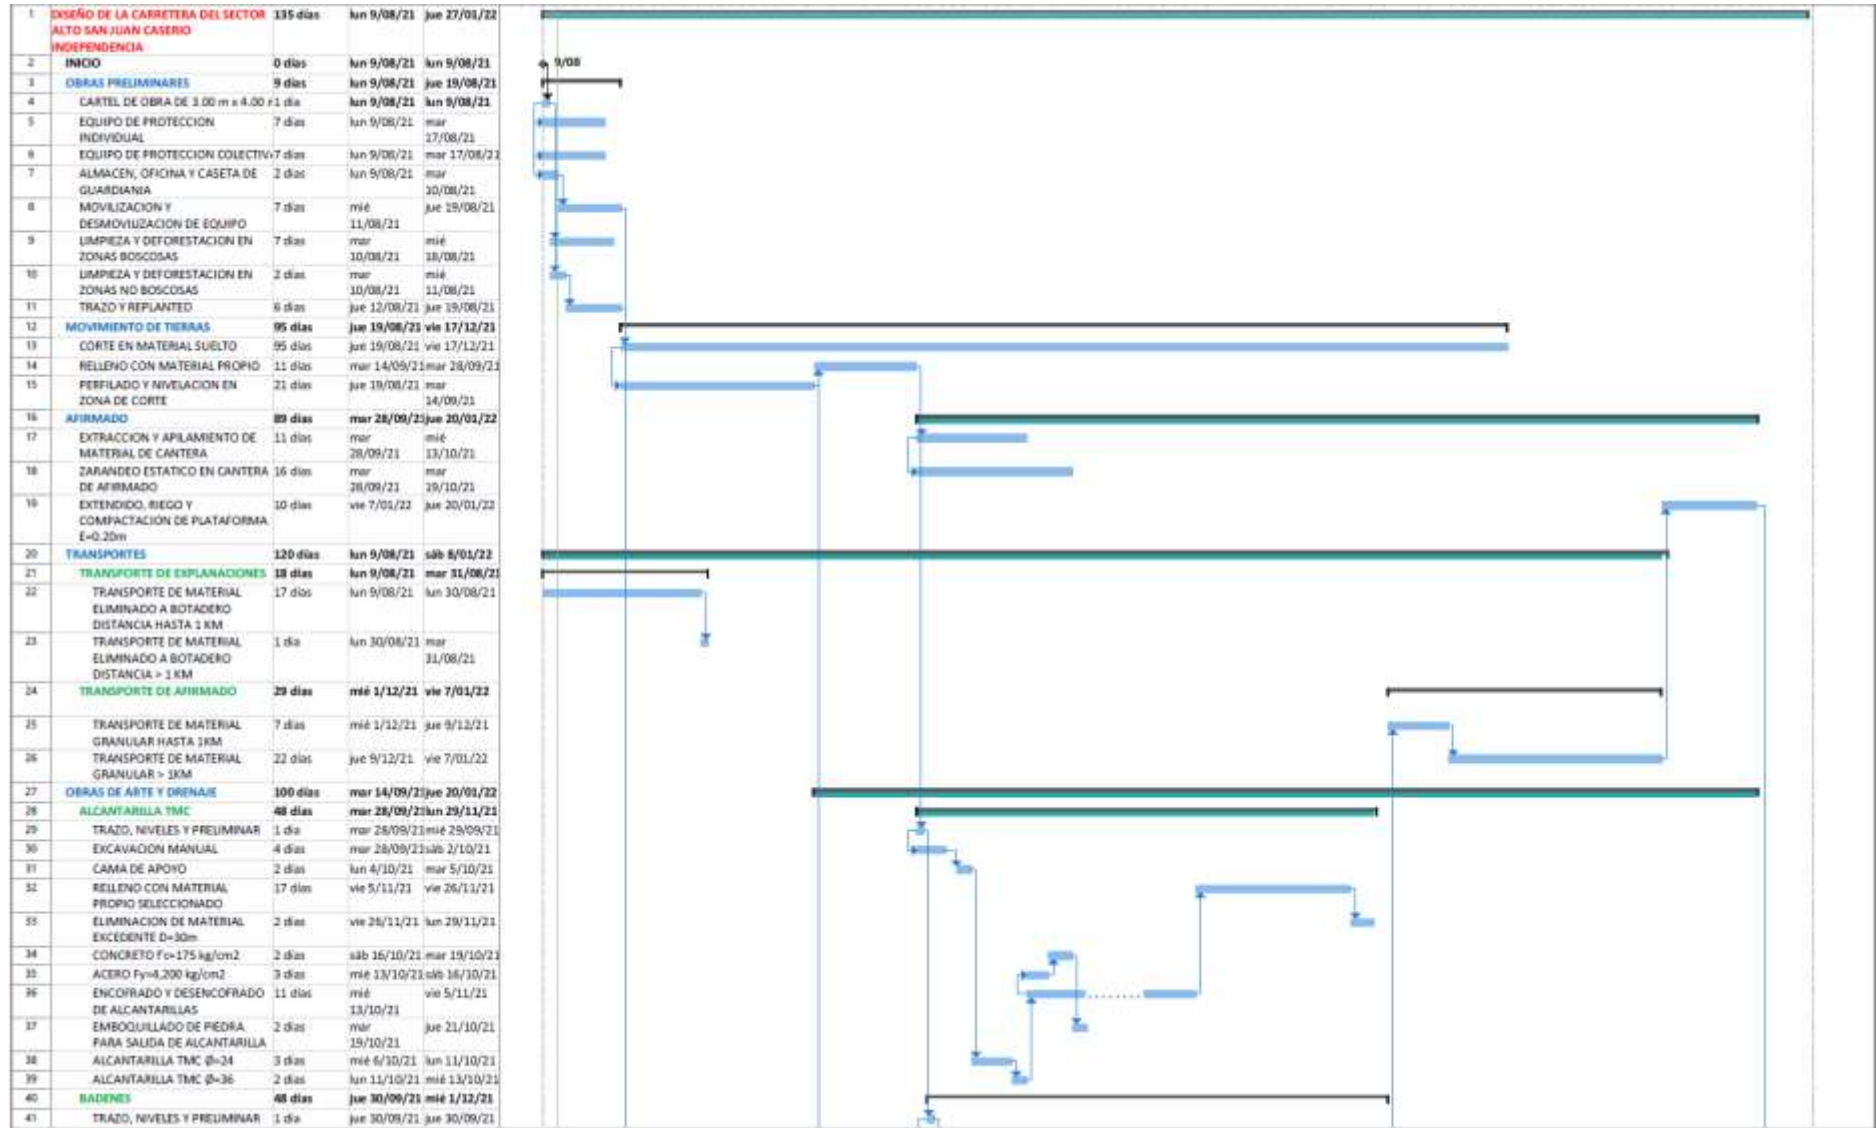 1 DISEÑO DE LA CARRETERA DEL SECTOR 135 días lun 9/08/21 jue 27/01/22
ALTO SAN JUAN CASERIO
INDEPENDENCIA
2 INICIO 0 días lun 9/08/21 lun 9/08/21 9/08
3 OBRAS PRELIMINARES 9 días lun 9/08/21 jue 19/08/21
4 CARTEL DE OBRA DE 3.00 m x 4.00 1 día lun 9/08/21 lun 9/08/21
5 EQUIPO DE PROTECCION 7 días lun 9/08/21 mar
INDIVIDUAL 17/08/21
6 EQUIPO DE PROTECCION COLECTIV 7 días lun 9/08/21 mar 17/08/21
7 ALMACEN, OFICINA Y CASETA DE 2 días lun 9/08/21 mar
GUARDIANIA 10/08/21
8 MOVILIZACION Y 7 días mié jue 19/08/21
DESMOVILIZACION DE EQUIPO 11/08/21
9 LIMPIEZA Y DEFORESTACION EN 7 días mar mié
ZONAS BOSCOSAS 10/08/21 18/08/21
10 LIMPIEZA Y DEFORESTACION EN 2 días mar mié
ZONAS NO BOSCOSAS 10/08/21 11/08/21
11 TRAZO Y REPLANTEO 6 días jue 12/08/21 jue 19/08/21
12 MOVIMIENTO DE TIERRAS 95 días jue 19/08/21 vie 17/12/21
13 CORTE EN MATERIAL SUELTO 95 días jue 19/08/21 vie 17/12/21
14 RELLENO CON MATERIAL PROPIO 11 días mar 14/09/21 mar 28/09/21
15 PERFILADO Y NIVELACION EN 21 días jue 19/08/21 mar
ZONA DE CORTE 14/09/21
16 AFIRMADO 89 días mar 28/09/21 jue 20/01/22
17 EXTRACCION Y APILAMIENTO DE 11 días mar mié
MATERIAL DE CANTERA 28/09/21 13/10/21
18 ZARANDEO ESTATICO EN CANTERA 16 días mar mar
DE AFIRMADO 28/09/21 19/10/21
19 EXTENDIDO, RIEGO Y 10 días vie 7/01/22 jue 20/01/22
COMPACTACION DE PLATAFORMA
E=0.20m
20 TRANSPORTES 120 días lun 9/08/21 sáb 8/01/22
21 TRANSPORTE DE EXPLANACIONES 18 días lun 9/08/21 mar 31/08/21
22 TRANSPORTE DE MATERIAL 17 días lun 9/08/21 lun 30/08/21
ELIMINADO A BOTADERO
DISTANCIA HASTA 1 KM
23 TRANSPORTE DE MATERIAL 1 día lun 30/08/21 mar
ELIMINADO A BOTADERO 31/08/21
DISTANCIA > 1 KM
24 TRANSPORTE DE AFIRMADO 29 días mié 1/12/21 vie 7/01/22
25 TRANSPORTE DE MATERIAL 7 días mié 1/12/21 jue 9/12/21
GRANULAR HASTA 1KM
26 TRANSPORTE DE MATERIAL 22 días jue 9/12/21 vie 7/01/22
GRANULAR > 1KM
27 OBRAS DE ARTE Y DRENAJE 100 días mar 14/09/21 jue 20/01/22
28 ALCANTARILLA TMC 48 días mar 28/09/21 lun 29/11/21
29 TRAZO, NIVELES Y PRELIMINAR 1 día mar 28/09/21 mié 29/09/21
30 EXCAVACION MANUAL 4 días mar 28/09/21 sáb 2/10/21
31 CAMA DE APOYO 2 días lun 4/10/21 mar 5/10/21
32 RELLENO CON MATERIAL 17 días vie 5/11/21 vie 26/11/21
PROPIO SELECCIONADO
33 ELIMINACION DE MATERIAL 2 días vie 26/11/21 lun 29/11/21
EXCEDENTE D=30m
34 CONCRETO f'c=175 kg/cm2 2 días sáb 16/10/21 mar 19/10/21
35 ACERO Fy=4,200 kg/cm2 3 días mié 13/10/21 sáb 16/10/21
36 ENCOFRADO Y DESENCOFRADO 11 días mié vie 5/11/21
DE ALCANTARILLAS 13/10/21
37 EMBOQUILLADO DE PIEDRA 2 días mar jue 21/10/21
PARA SALIDA DE ALCANTARILLA 19/10/21
38 ALCANTARILLA TMC Ø=24 3 días mié 6/10/21 lun 11/10/21
39 ALCANTARILLA TMC Ø=36 2 días lun 11/10/21 mié 13/10/21
40 BADENES 48 días jue 30/09/21 mié 1/12/21
41 TRAZO, NIVELES Y PRELIMINAR 1 día jue 30/09/21 jue 30/09/21